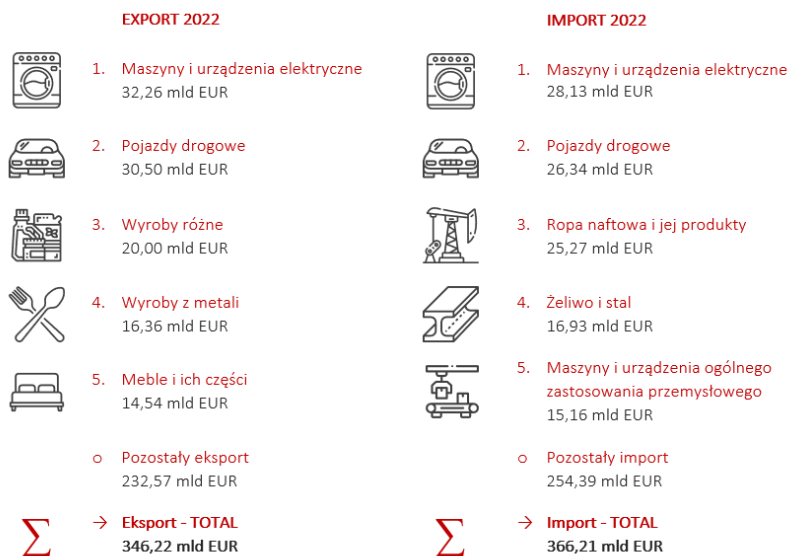 EXPORT 2022
1. Maszyny i urządzenia elektryczne
32,26 mld EUR
2. Pojazdy drogowe
30,50 mld EUR
3. Wyroby różne
20,00 mld EUR
4. Wyroby z metali
16,36 mld EUR
5. Meble i ich części
14,54 mld EUR
o Pozostały eksport
232,57 mld EUR
∑ → Eksport - TOTAL
346,22 mld EUR
IMPORT 2022
1. Maszyny i urządzenia elektryczne
28,13 mld EUR
2. Pojazdy drogowe
26,34 mld EUR
3. Ropa naftowa i jej produkty
25,27 mld EUR
4. Żeliwo i stal
16,93 mld EUR
5. Maszyny i urządzenia ogólnego
zastosowania przemysłowego
15,16 mld EUR
o Pozostały import
254,39 mld EUR
∑ → Import - TOTAL
366,21 mld EUR